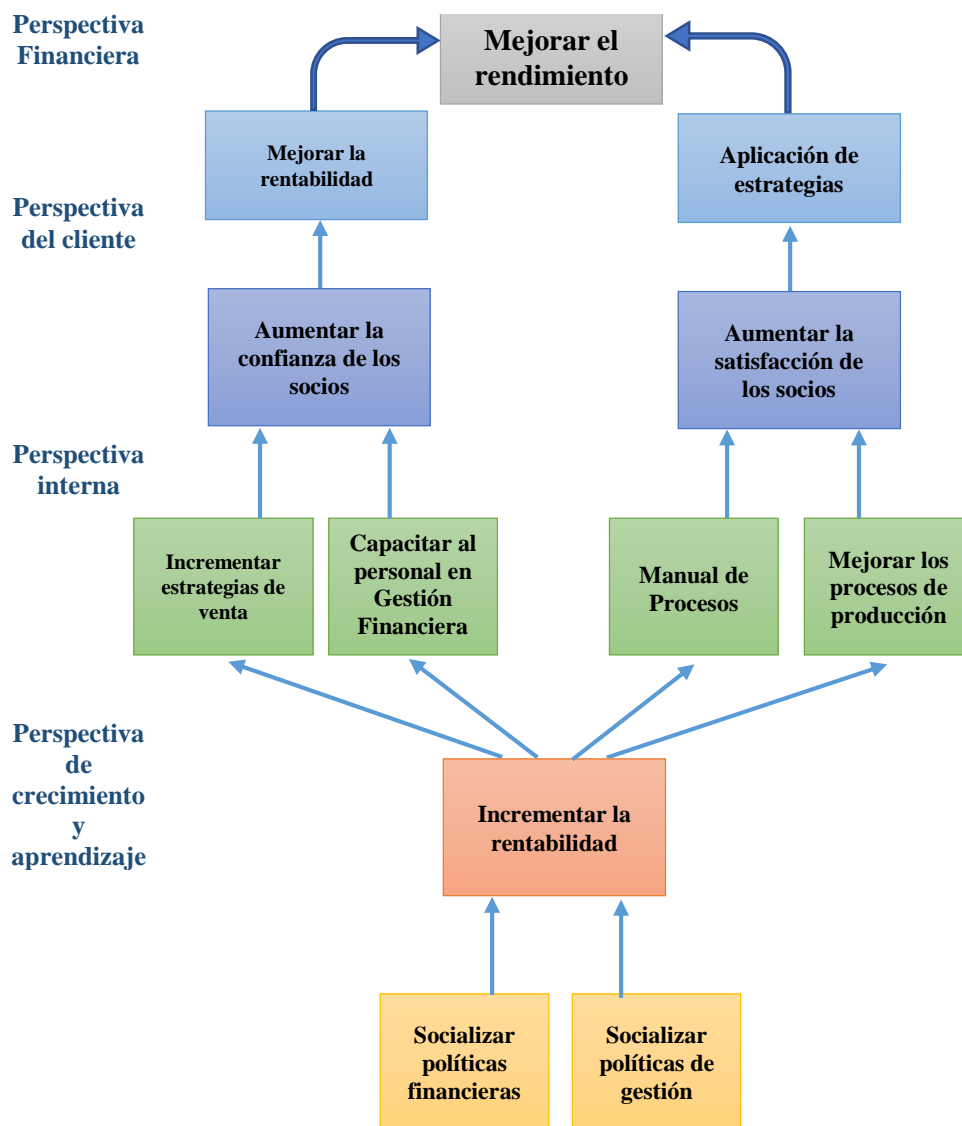 Perspectiva
Financiera
Mejorar el
rendimiento
Mejorar la
rentabilidad
Aplicación de
estrategias
Perspectiva
del cliente
Aumentar la
confianza de los
socios
Aumentar la
satisfacción de
los socios
Perspectiva
interna
Incrementar
estrategias de
venta
Capacitar al
personal en
Gestión
Financiera
Manual de
Procesos
Mejorar los
procesos de
producción
Perspectiva
de
crecimiento
y
aprendizaje
Incrementar la
rentabilidad
Socializar
políticas
financieras
Socializar
políticas de
gestión